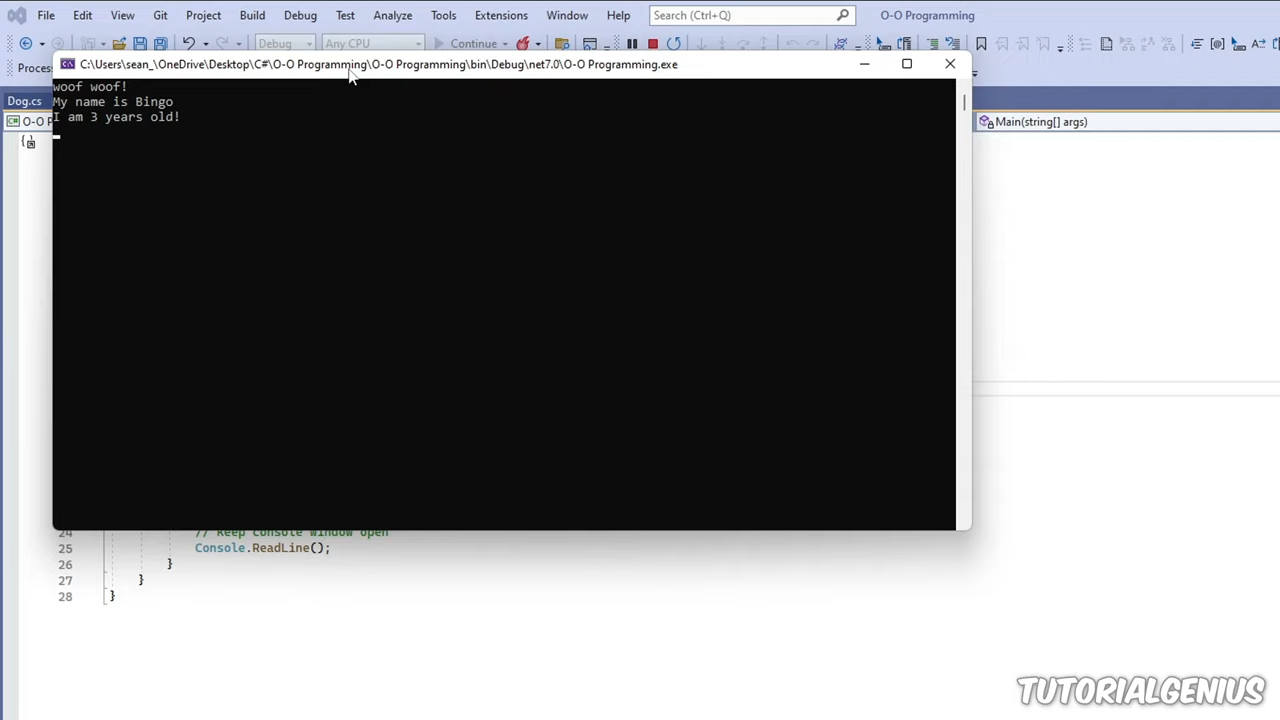 File Edit View Git Project Build Debug Test Analyze Tools Extensions Window Help Search (Ctrl+Q) O-O Programming
Debug Any CPU Continue
C:\Users\sean_\OneDrive\Desktop\C#\O-O Programming\O-O Programming\bin\Debug\net7.0\O-O Programming.exe
Dog.cs
woof woof!
My name is Bingo
I am 3 years old!
Main(string[] args)
24 // Keep console window open
25 Console.ReadLine();
26 }
27 }
28 }
TUTORIALGENIUS